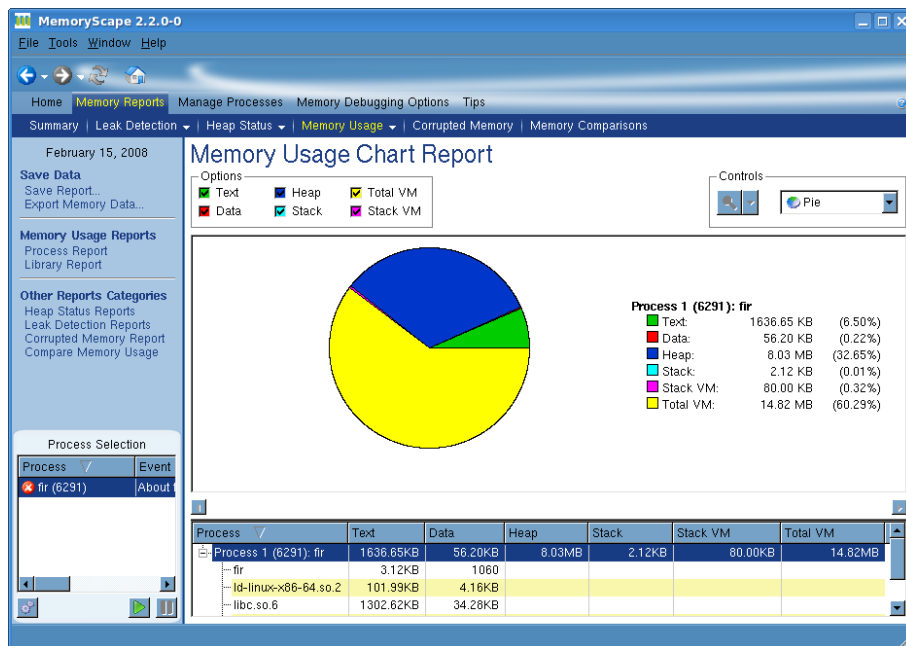 MemoryScape 2.2.0-0
File Tools Window Help
Home Memory Reports Manage Processes Memory Debugging Options Tips
Summary | Leak Detection | Heap Status | Memory Usage | Corrupted Memory | Memory Comparisons
February 15, 2008
Save Data
Save Report...
Export Memory Data...
Memory Usage Reports
Process Report
Library Report
Other Reports Categories
Heap Status Reports
Leak Detection Reports
Corrupted Memory Report
Compare Memory Usage
Process Selection
Process Event
fir (6291) About
Memory Usage Chart Report
Options
Text Heap Total VM
Data Stack Stack VM
Controls
Pie
Process 1 (6291): fir
Text: 1636.65 KB (6.50%)
Data: 56.20 KB (0.22%)
Heap: 8.03 MB (32.65%)
Stack: 2.12 KB (0.01%)
Stack VM: 80.00 KB (0.32%)
Total VM: 14.82 MB (60.29%)
Process Text Data Heap Stack Stack VM Total VM
Process 1 (6291): fir 1636.65KB 56.20KB 8.03MB 2.12KB 80.00KB 14.82MB
fir 3.12KB 1060
ld-linux-x86-64.so.2 101.99KB 4.16KB
libc.so.6 1302.62KB 34.28KB